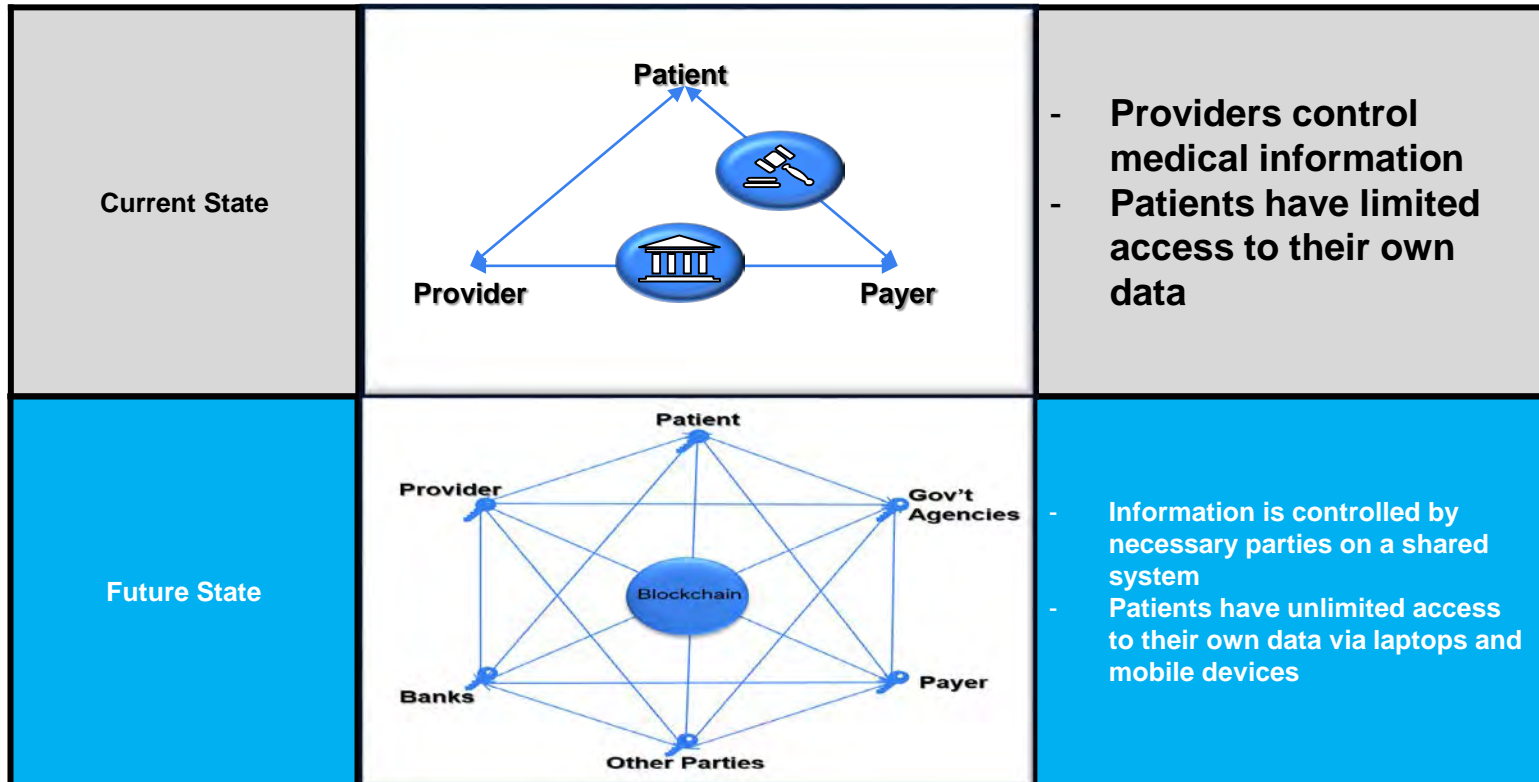 Current State
Patient
Provider
Payer
- Providers control
medical information
- Patients have limited
access to their own
data
Future State
Patient
Provider
Gov't
Agencies
Blockchain
Banks
Payer
Other Parties
- Information is controlled by
necessary parties on a shared
system
- Patients have unlimited access
to their own data via laptops and
mobile devices